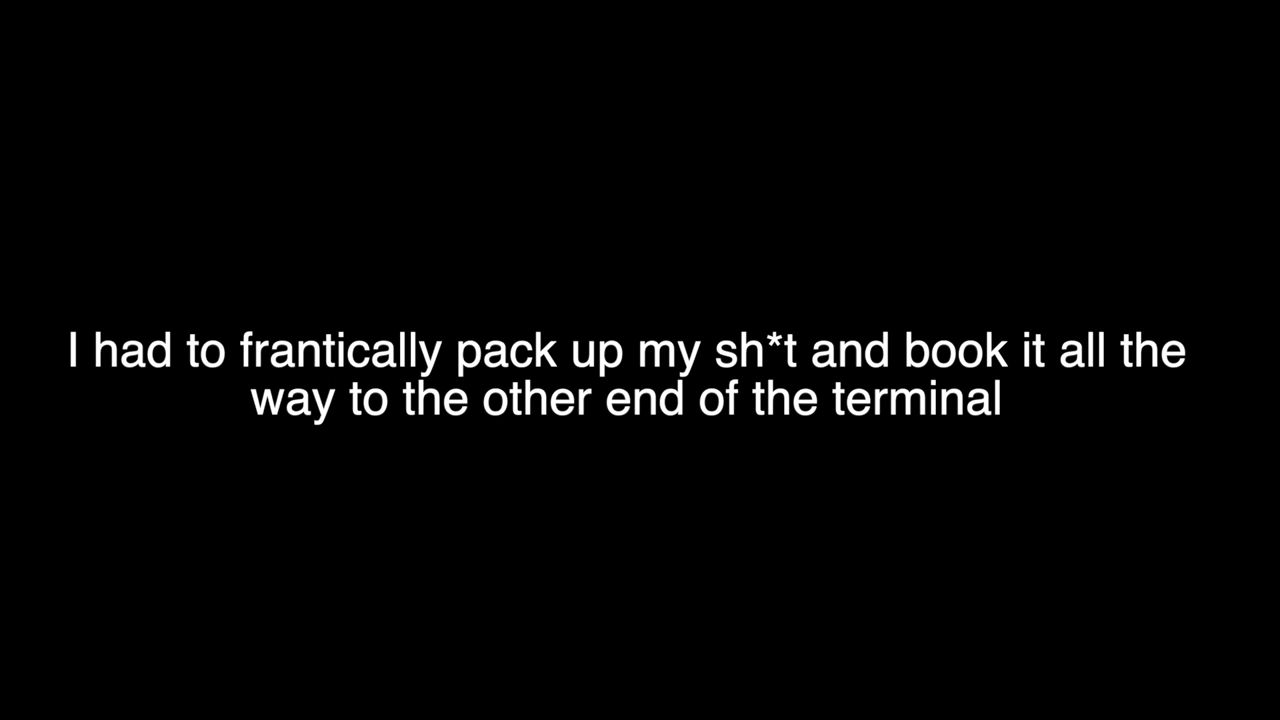 I had to frantically pack up my sh*t and book it all the
way to the other end of the terminal